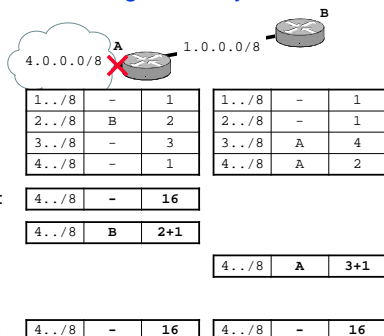 B
A
1.0.0.0/8
4.0.0.0/8
1../8 - 1 1../8 - 1
2../8 B 2 2../8 - 1
3../8 - 3 3../8 A 4
4../8 - 1 4../8 A 2
4../8 - 16
4../8 B 2+1
4../8 A 3+1
4../8 - 16 4../8 - 16